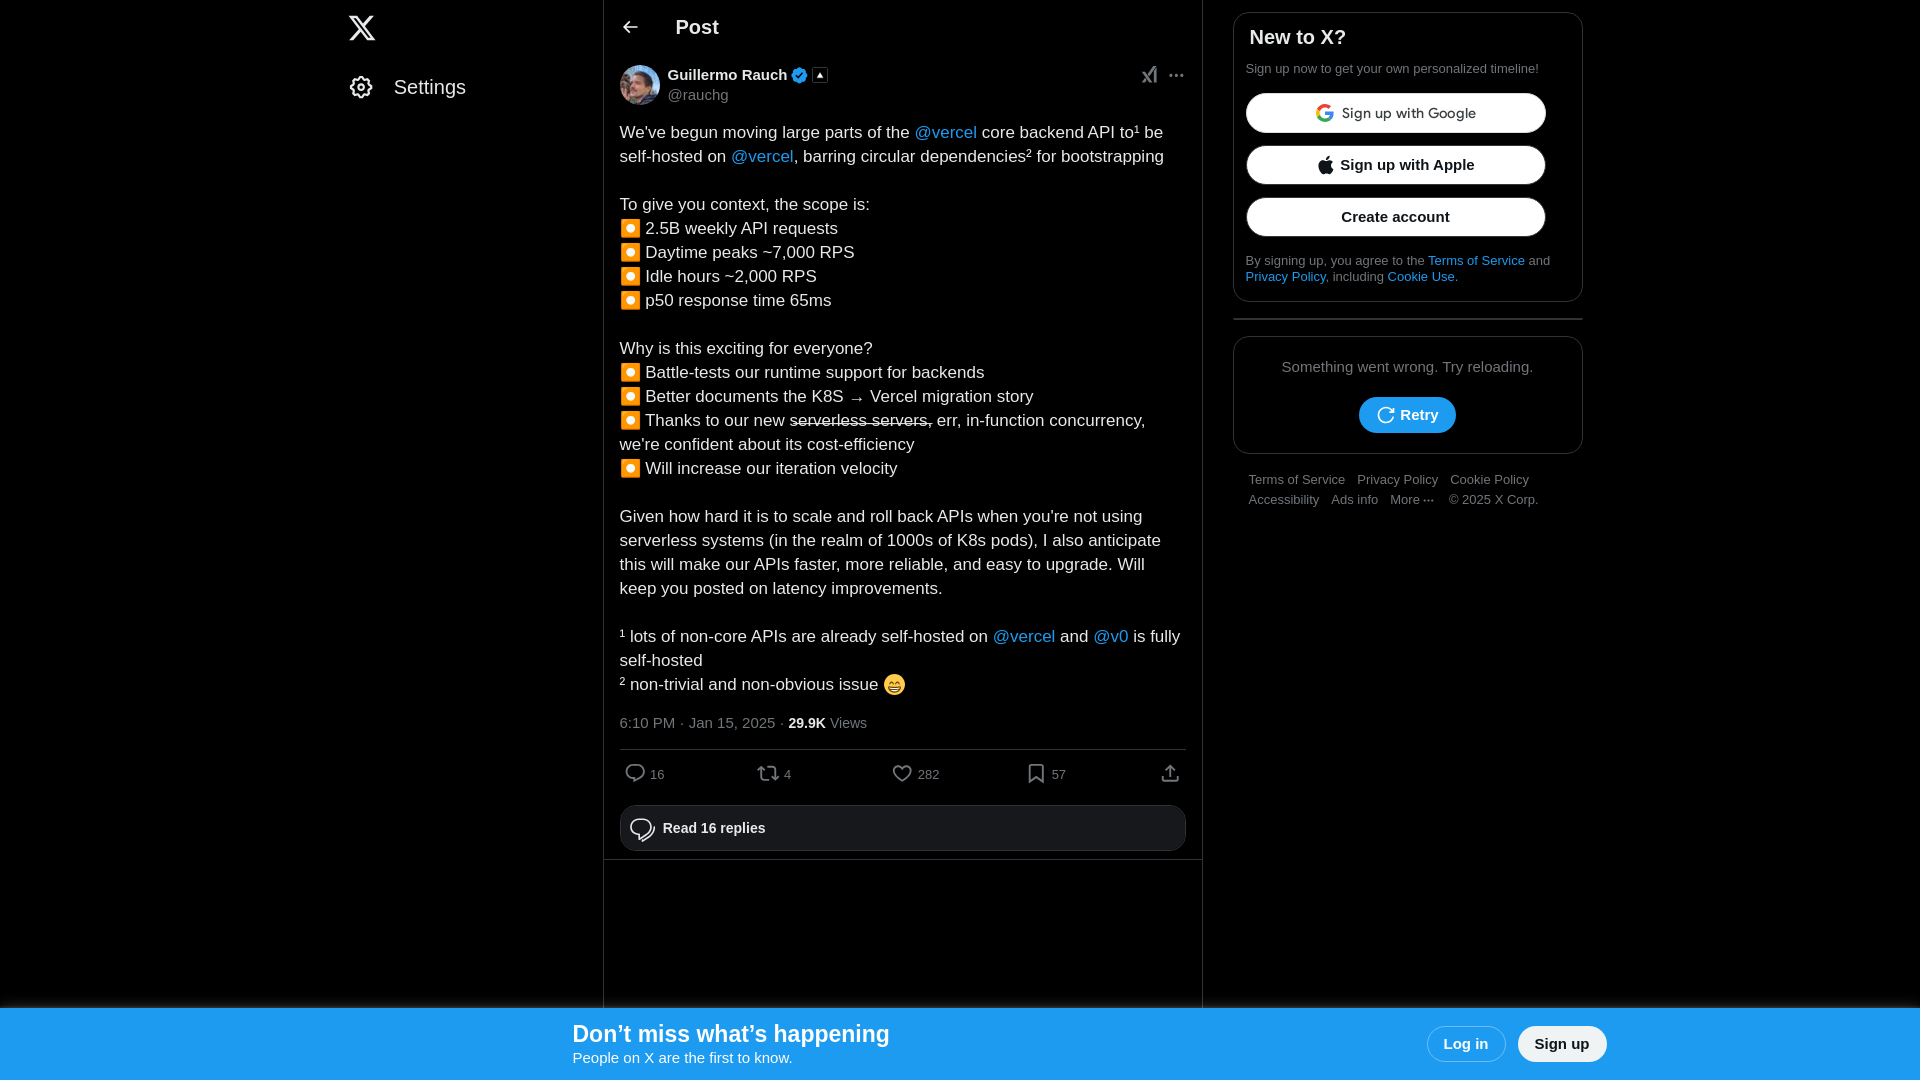 Post
Settings
Guillermo Rauch
@rauchg
We've begun moving large parts of the @vercel core backend API to¹ be
self-hosted on @vercel, barring circular dependencies² for bootstrapping
To give you context, the scope is:
⏺️ 2.5B weekly API requests
⏺️ Daytime peaks ~7,000 RPS
⏺️ Idle hours ~2,000 RPS
⏺️ p50 response time 65ms
Why is this exciting for everyone?
⏺️ Battle-tests our runtime support for backends
⏺️ Better documents the K8S → Vercel migration story
⏺️ Thanks to our new s̶e̶r̶v̶e̶r̶l̶e̶s̶s̶ ̶s̶e̶r̶v̶e̶r̶s̶,̶ err, in-function concurrency,
we're confident about its cost-efficiency
⏺️ Will increase our iteration velocity
Given how hard it is to scale and roll back APIs when you're not using
serverless systems (in the realm of 1000s of K8s pods), I also anticipate
this will make our APIs faster, more reliable, and easy to upgrade. Will
keep you posted on latency improvements.
¹ lots of non-core APIs are already self-hosted on @vercel and @v0 is fully
self-hosted
² non-trivial and non-obvious issue 😁
6:10 PM · Jan 15, 2025 · 29.9K Views
16 4 282 57
Read 16 replies
New to X?
Sign up now to get your own personalized timeline!
Sign up with Google
Sign up with Apple
Create account
By signing up, you agree to the Terms of Service and
Privacy Policy, including Cookie Use.
Something went wrong. Try reloading.
Retry
Terms of Service Privacy Policy Cookie Policy
Accessibility Ads info More ··· © 2025 X Corp.
Don’t miss what’s happening
People on X are the first to know.
Log in
Sign up